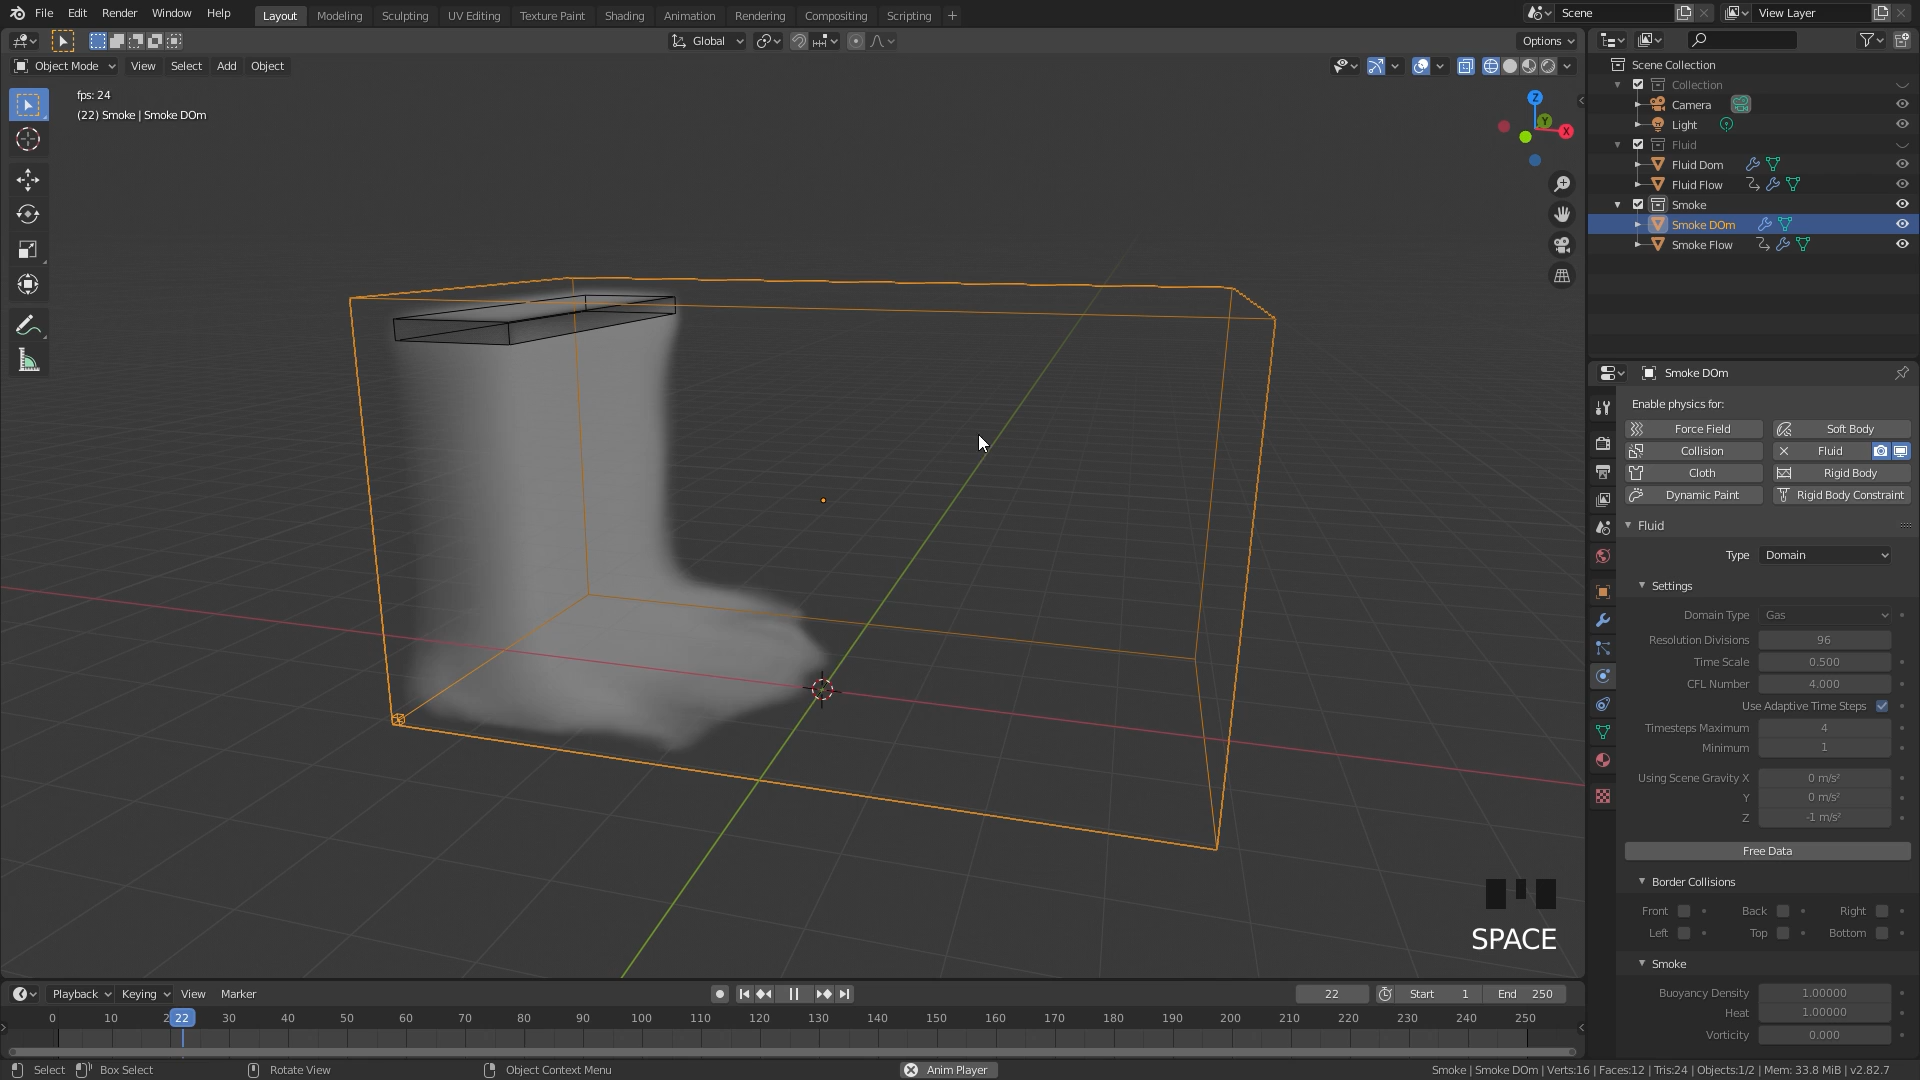 File Edit Render Window Help Layout Modeling Sculpting UV Editing Texture Paint Shading Animation Rendering Compositing Scripting + Scene View Layer
Global Options
Object Mode View Select Add Object
fps: 24
(22) Smoke | Smoke DOm
Z
Y
X
Scene Collection
Collection
Camera
Light
Fluid
Fluid Dom
Fluid Flow
Smoke
Smoke DOm
Smoke Flow
Smoke DOm
Enable physics for:
Force Field Soft Body
Collision Fluid
Cloth Rigid Body
Dynamic Paint Rigid Body Constraint
Fluid
Type Domain
Settings
Domain Type Gas
Resolution Divisions 96
Time Scale 0.500
CFL Number 4.000
Use Adaptive Time Steps
Timesteps Maximum 4
Minimum 1
Using Scene Gravity X 0 m/s²
Y 0 m/s²
Z -1 m/s²
Free Data
Border Collisions
Front Back Right
Left Top Bottom
Smoke
Buoyancy Density 1.00000
Heat 1.00000
Vorticity 0.000
SPACE
Playback Keying View Marker 22 Start 1 End 250
0 10 2 22 30 40 50 60 70 80 90 100 110 120 130 140 150 160 170 180 190 200 210 220 230 240 250
Select Box Select Rotate View Object Context Menu Anim Player Smoke | Smoke DOm | Verts:16 | Faces:12 | Tris:24 | Objects:1/2 | Mem: 33.8 MiB | v2.82.7